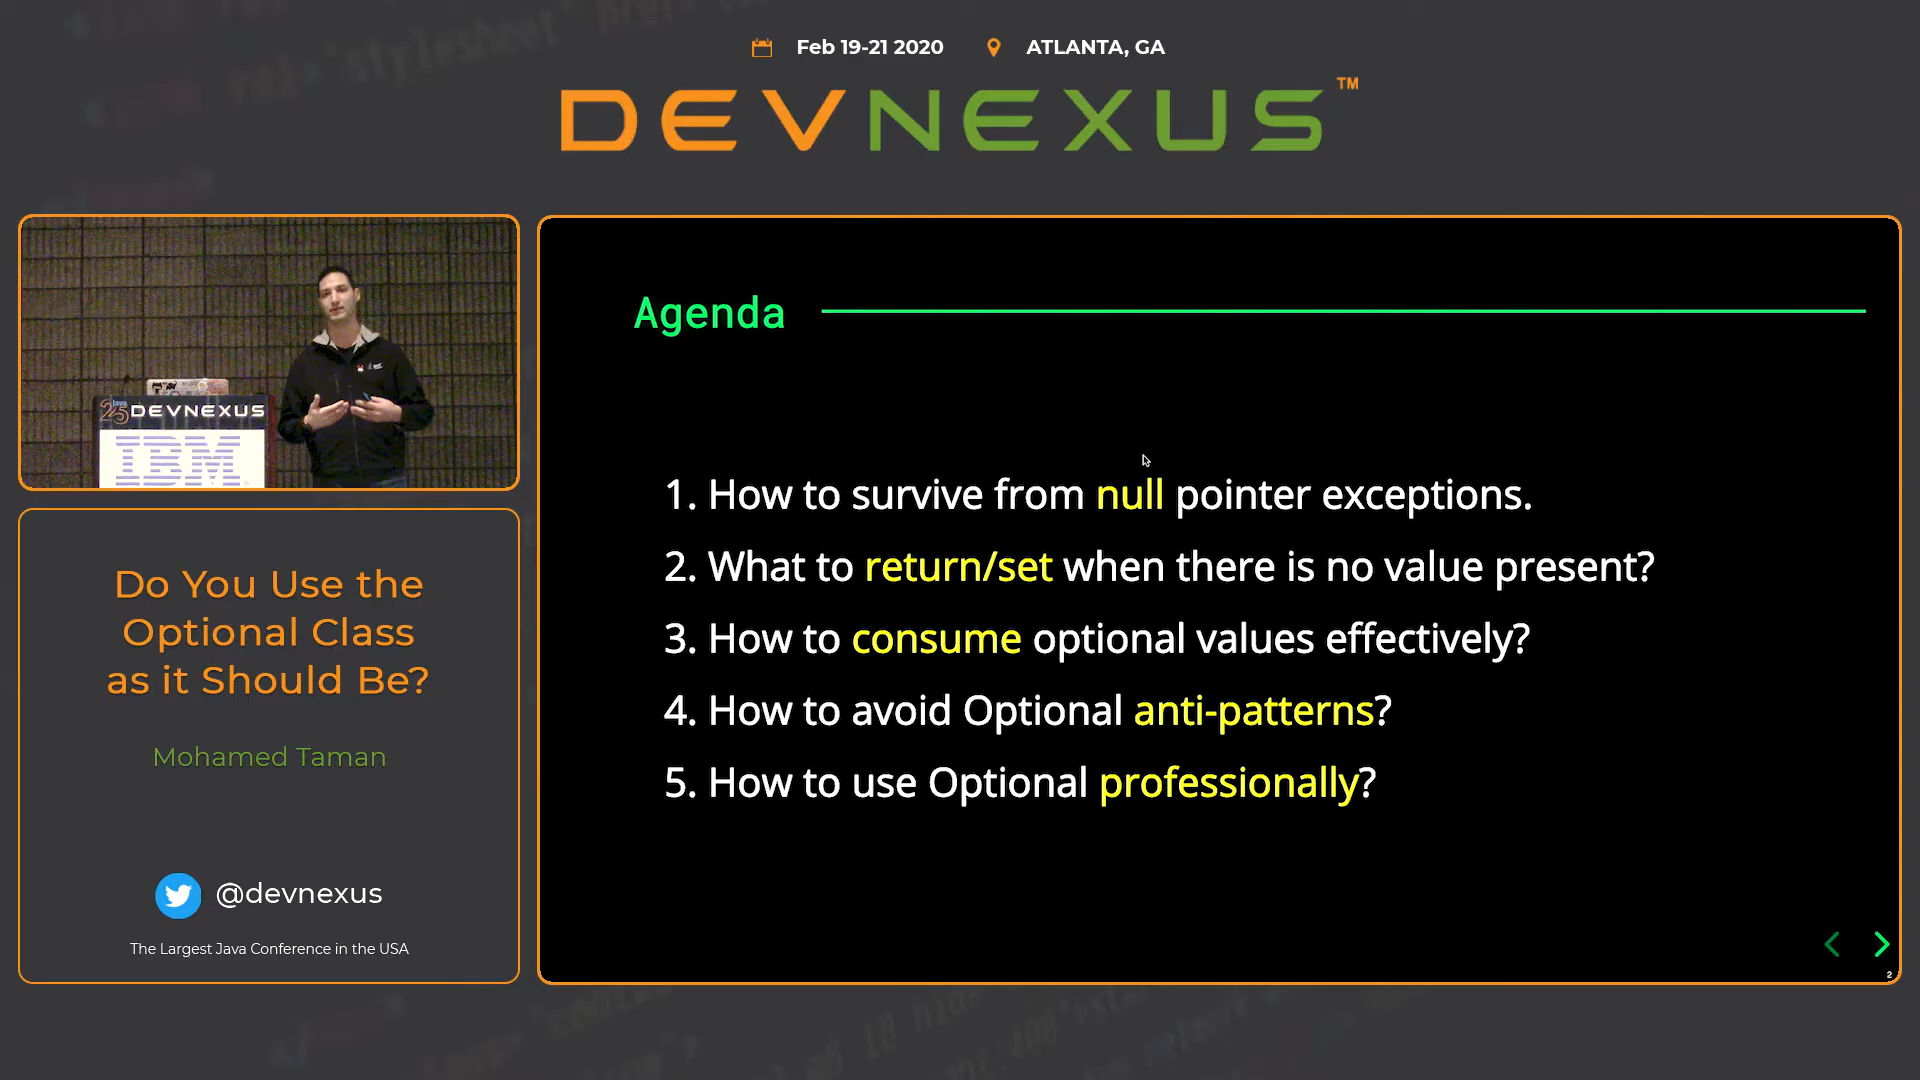 Feb 19-21 2020 ATLANTA, GA
DEVNEXUS™
25 DEVNEXUS
IBM
Do You Use the
Optional Class
as it Should Be?
Mohamed Taman
@devnexus
The Largest Java Conference in the USA
Agenda
1. How to survive from null pointer exceptions.
2. What to return/set when there is no value present?
3. How to consume optional values effectively?
4. How to avoid Optional anti-patterns?
5. How to use Optional professionally?
2